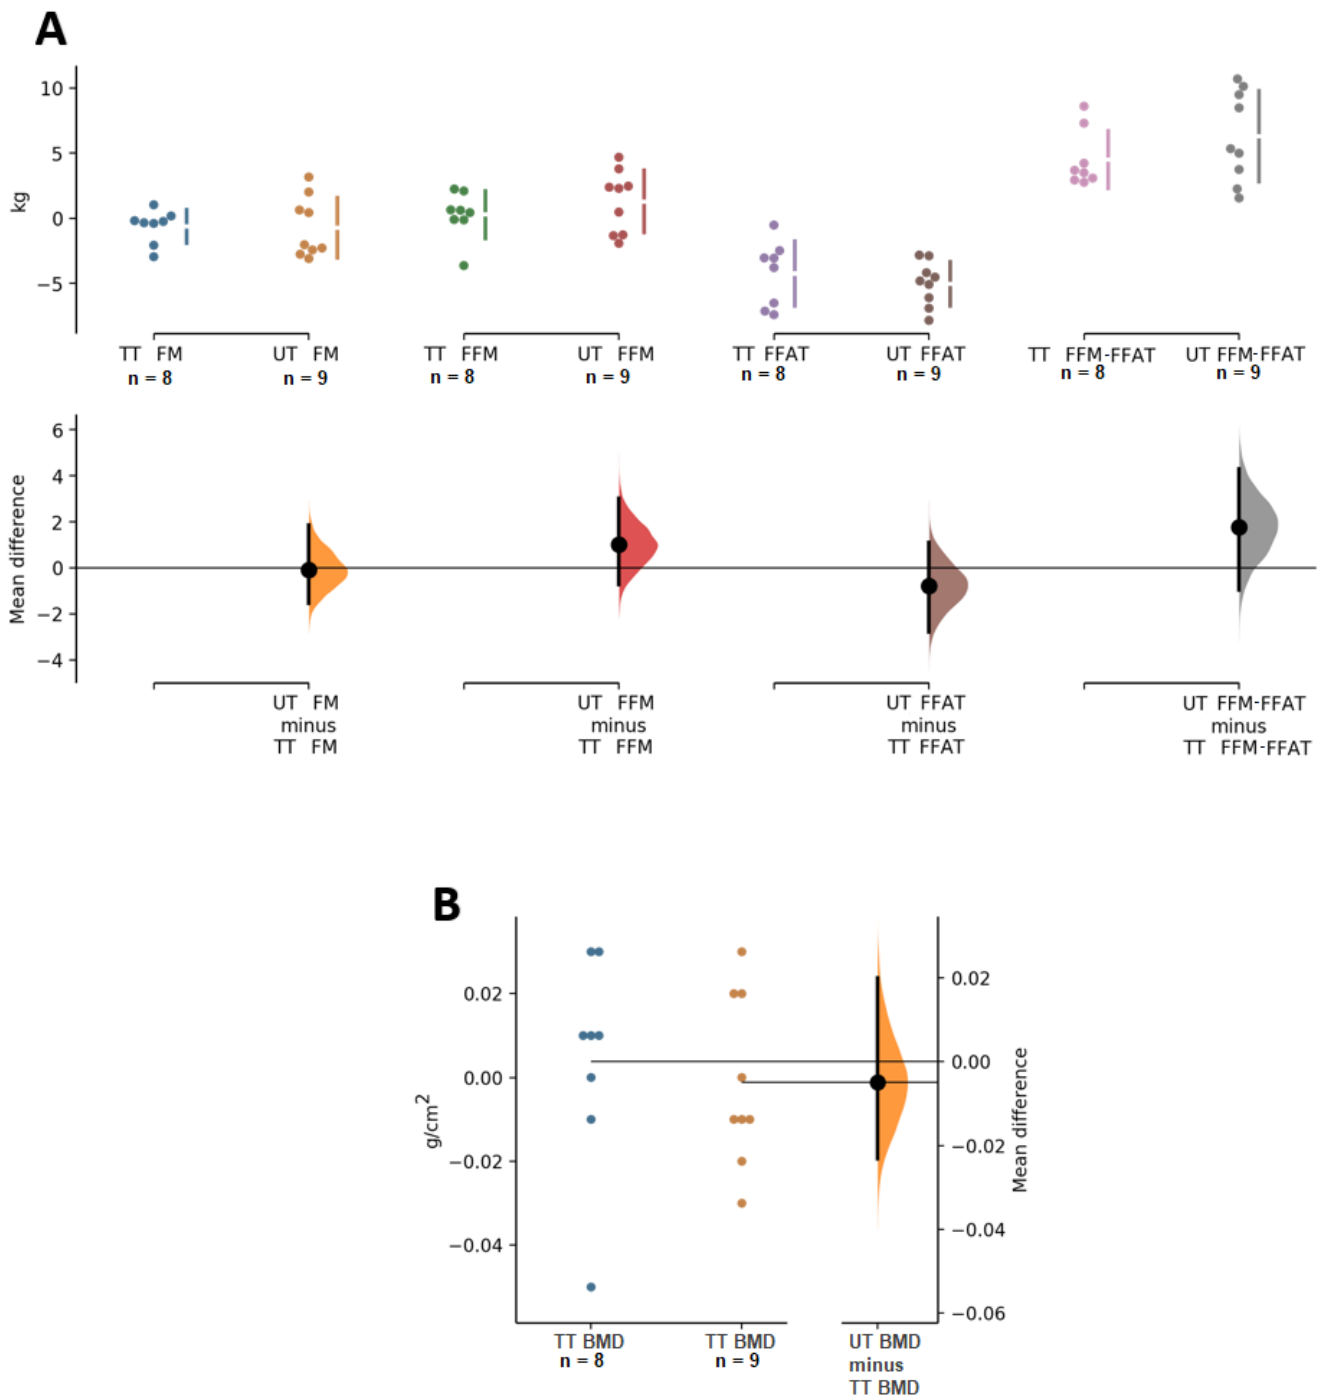 A
10
5
0
−5
kg
TT FM
n = 8
UT FM
n = 9
TT FFM
n = 8
UT FFM
n = 9
TT FFAT
n = 8
UT FFAT
n = 9
TT FFM-FFAT
n = 8
UT FFM-FFAT
n = 9
6
4
2
0
−2
−4
Mean difference
UT FM
minus
TT FM
UT FFM
minus
TT FFM
UT FFAT
minus
TT FFAT
UT FFM-FFAT
minus
TT FFM-FFAT
B
0.02
0.00
−0.02
−0.04
g/cm²
0.02
0.00
−0.02
−0.04
−0.06
Mean difference
TT BMD
n = 8
TT BMD
n = 9
UT BMD
minus
TT BMD